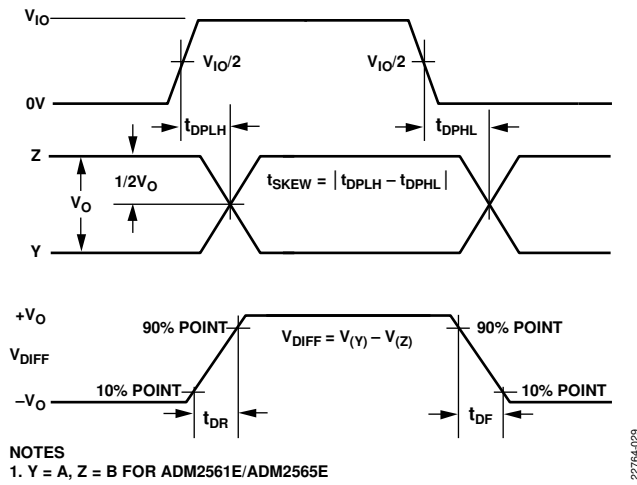 VIO
VIO/2
VIO/2
0V
tDPLH
tDPHL
Z
1/2VO
tSKEW = |tDPLH – tDPHL|
VO
Y
+VO
90% POINT
VDIFF = V(Y) – V(Z)
90% POINT
VDIFF
10% POINT
10% POINT
–VO
tDR
tDF
NOTES
1. Y = A, Z = B FOR ADM2561E/ADM2565E
22764-029